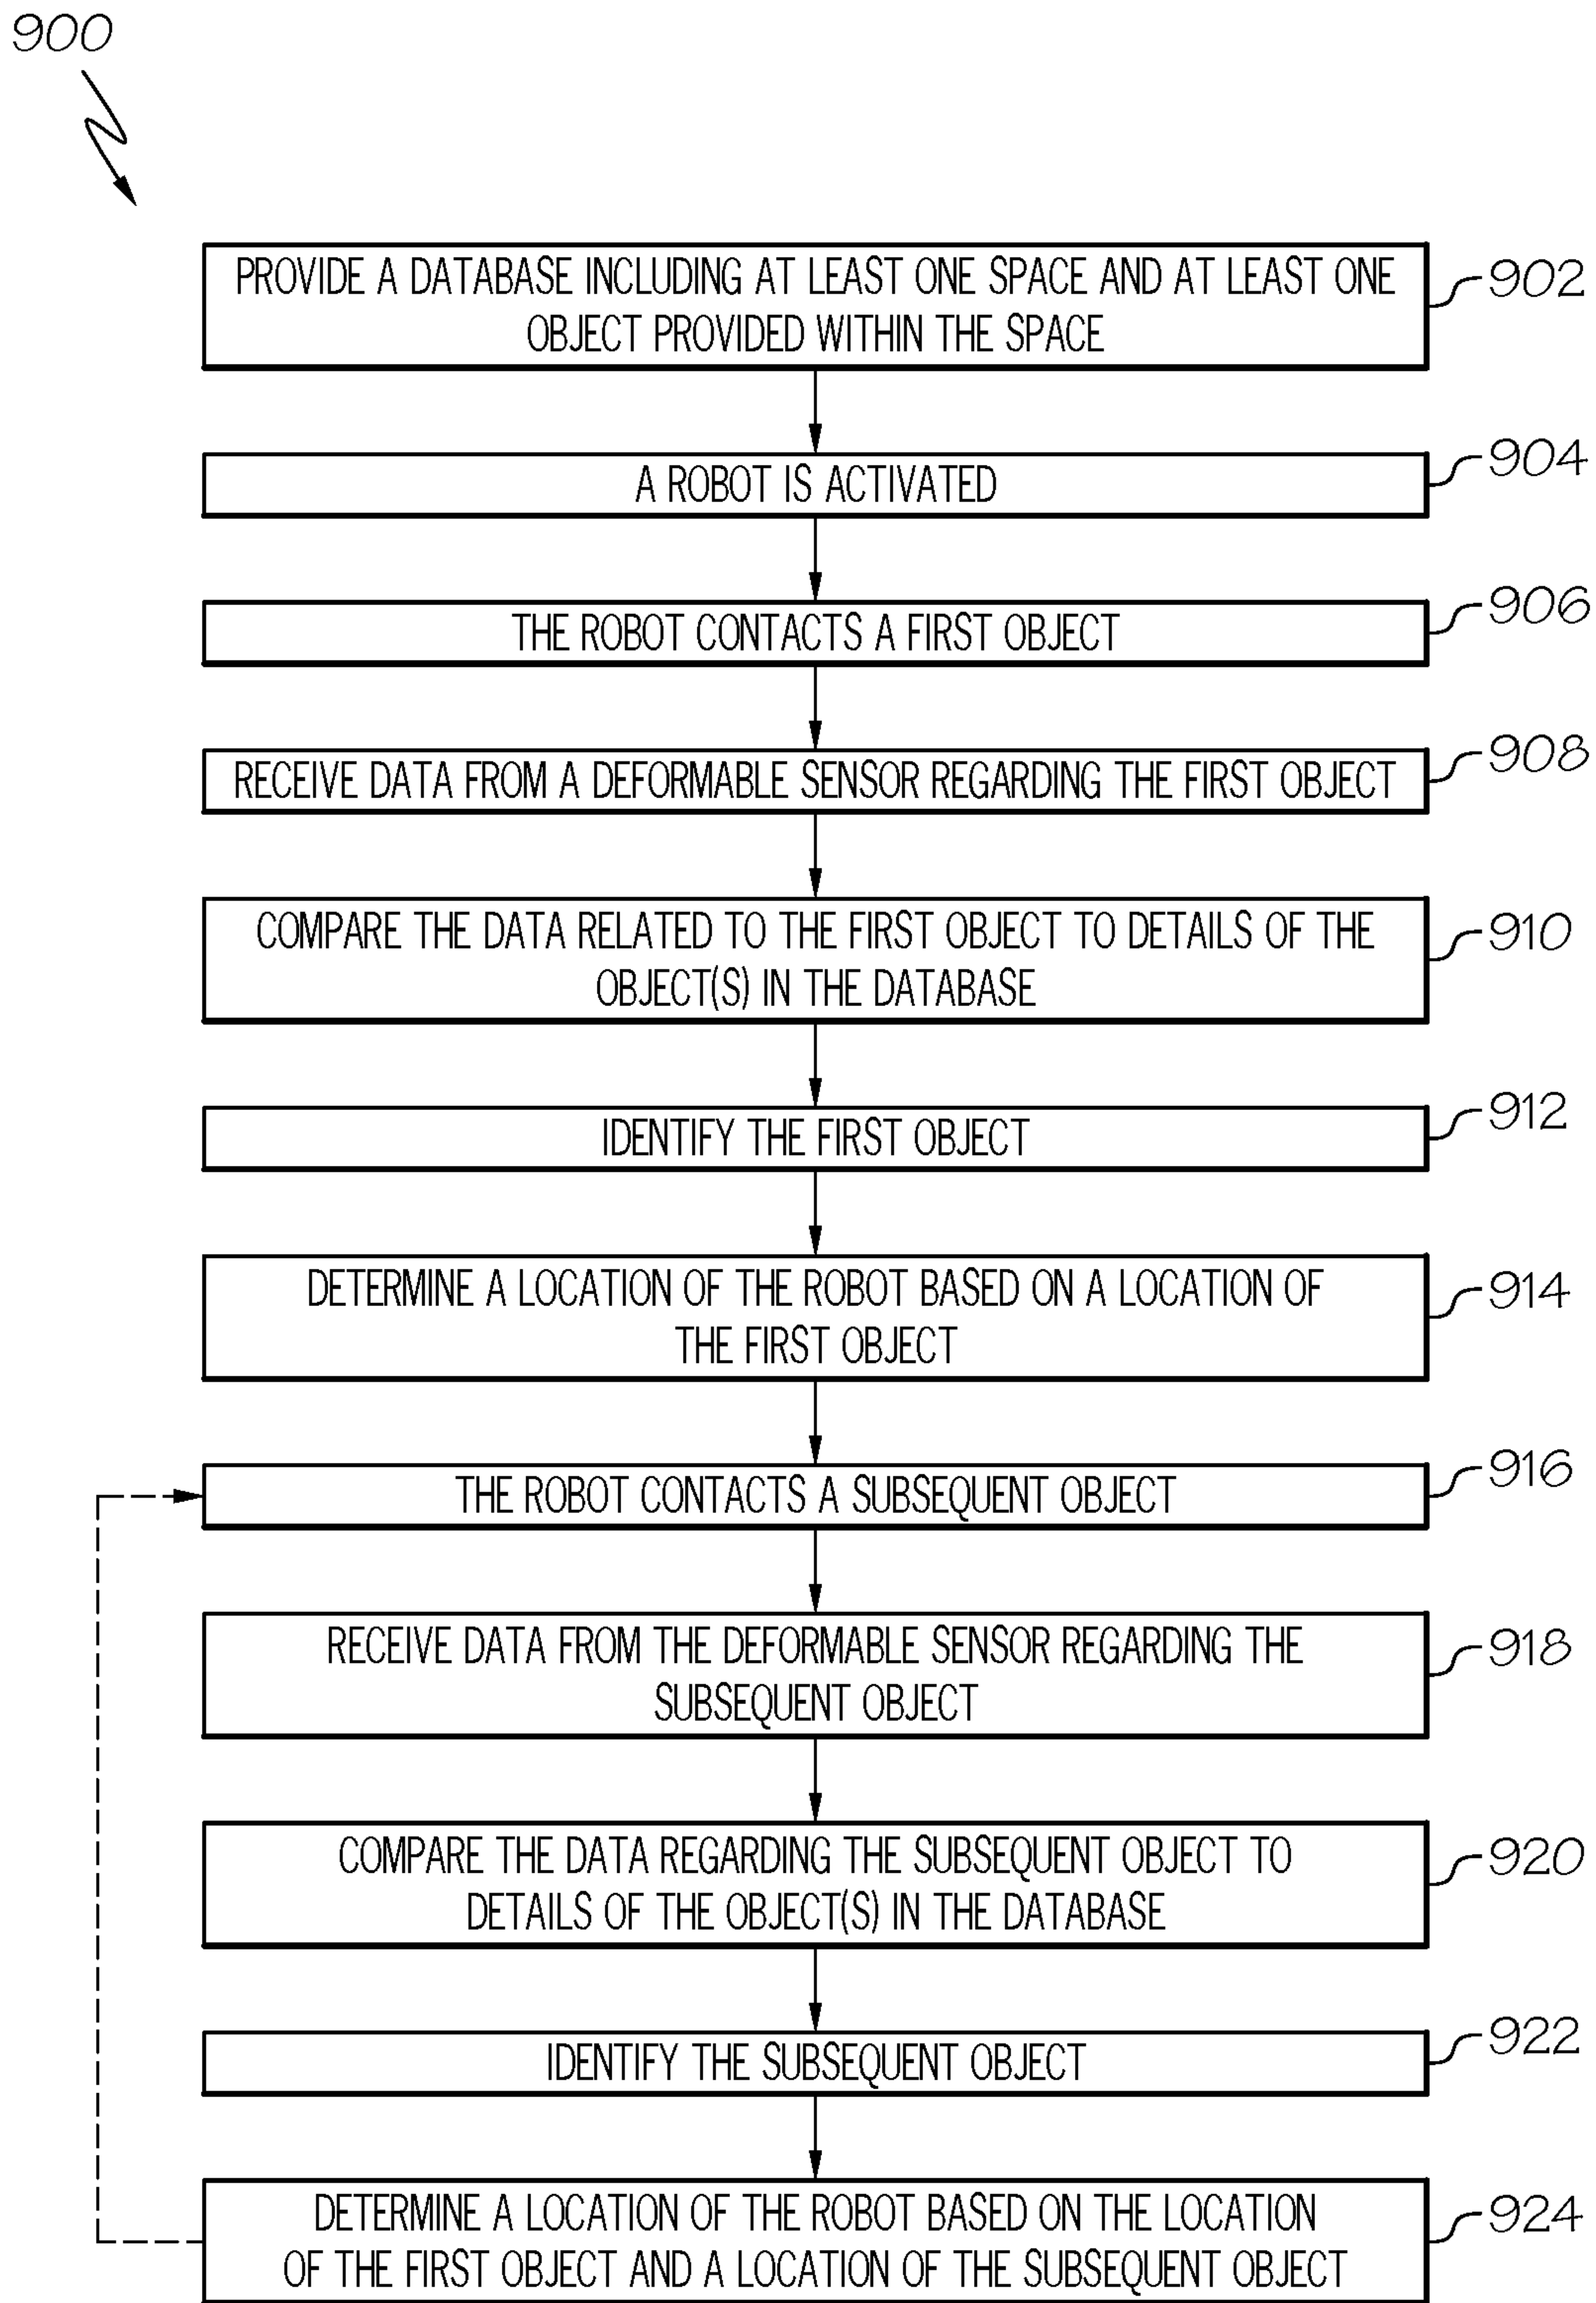 900
PROVIDE A DATABASE INCLUDING AT LEAST ONE SPACE AND AT LEAST ONE
OBJECT PROVIDED WITHIN THE SPACE
902
A ROBOT IS ACTIVATED
904
THE ROBOT CONTACTS A FIRST OBJECT
906
RECEIVE DATA FROM A DEFORMABLE SENSOR REGARDING THE FIRST OBJECT
908
COMPARE THE DATA RELATED TO THE FIRST OBJECT TO DETAILS OF THE
OBJECT(S) IN THE DATABASE
910
IDENTIFY THE FIRST OBJECT
912
DETERMINE A LOCATION OF THE ROBOT BASED ON A LOCATION OF
THE FIRST OBJECT
914
THE ROBOT CONTACTS A SUBSEQUENT OBJECT
916
RECEIVE DATA FROM THE DEFORMABLE SENSOR REGARDING THE
SUBSEQUENT OBJECT
918
COMPARE THE DATA REGARDING THE SUBSEQUENT OBJECT TO
DETAILS OF THE OBJECT(S) IN THE DATABASE
920
IDENTIFY THE SUBSEQUENT OBJECT
922
DETERMINE A LOCATION OF THE ROBOT BASED ON THE LOCATION
OF THE FIRST OBJECT AND A LOCATION OF THE SUBSEQUENT OBJECT
924